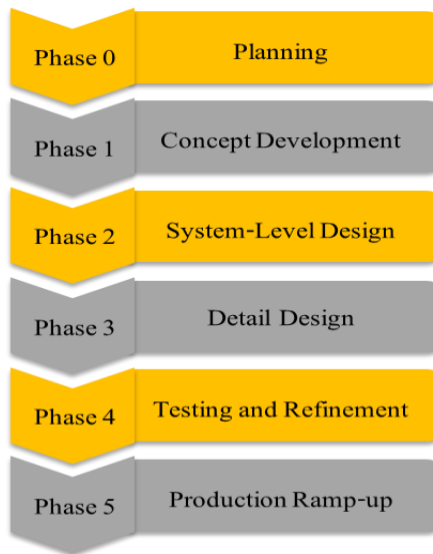 Phase 0 Planning
Phase 1 Concept Development
Phase 2 System-Level Design
Phase 3 Detail Design
Phase 4 Testing and Refinement
Phase 5 Production Ramp-up